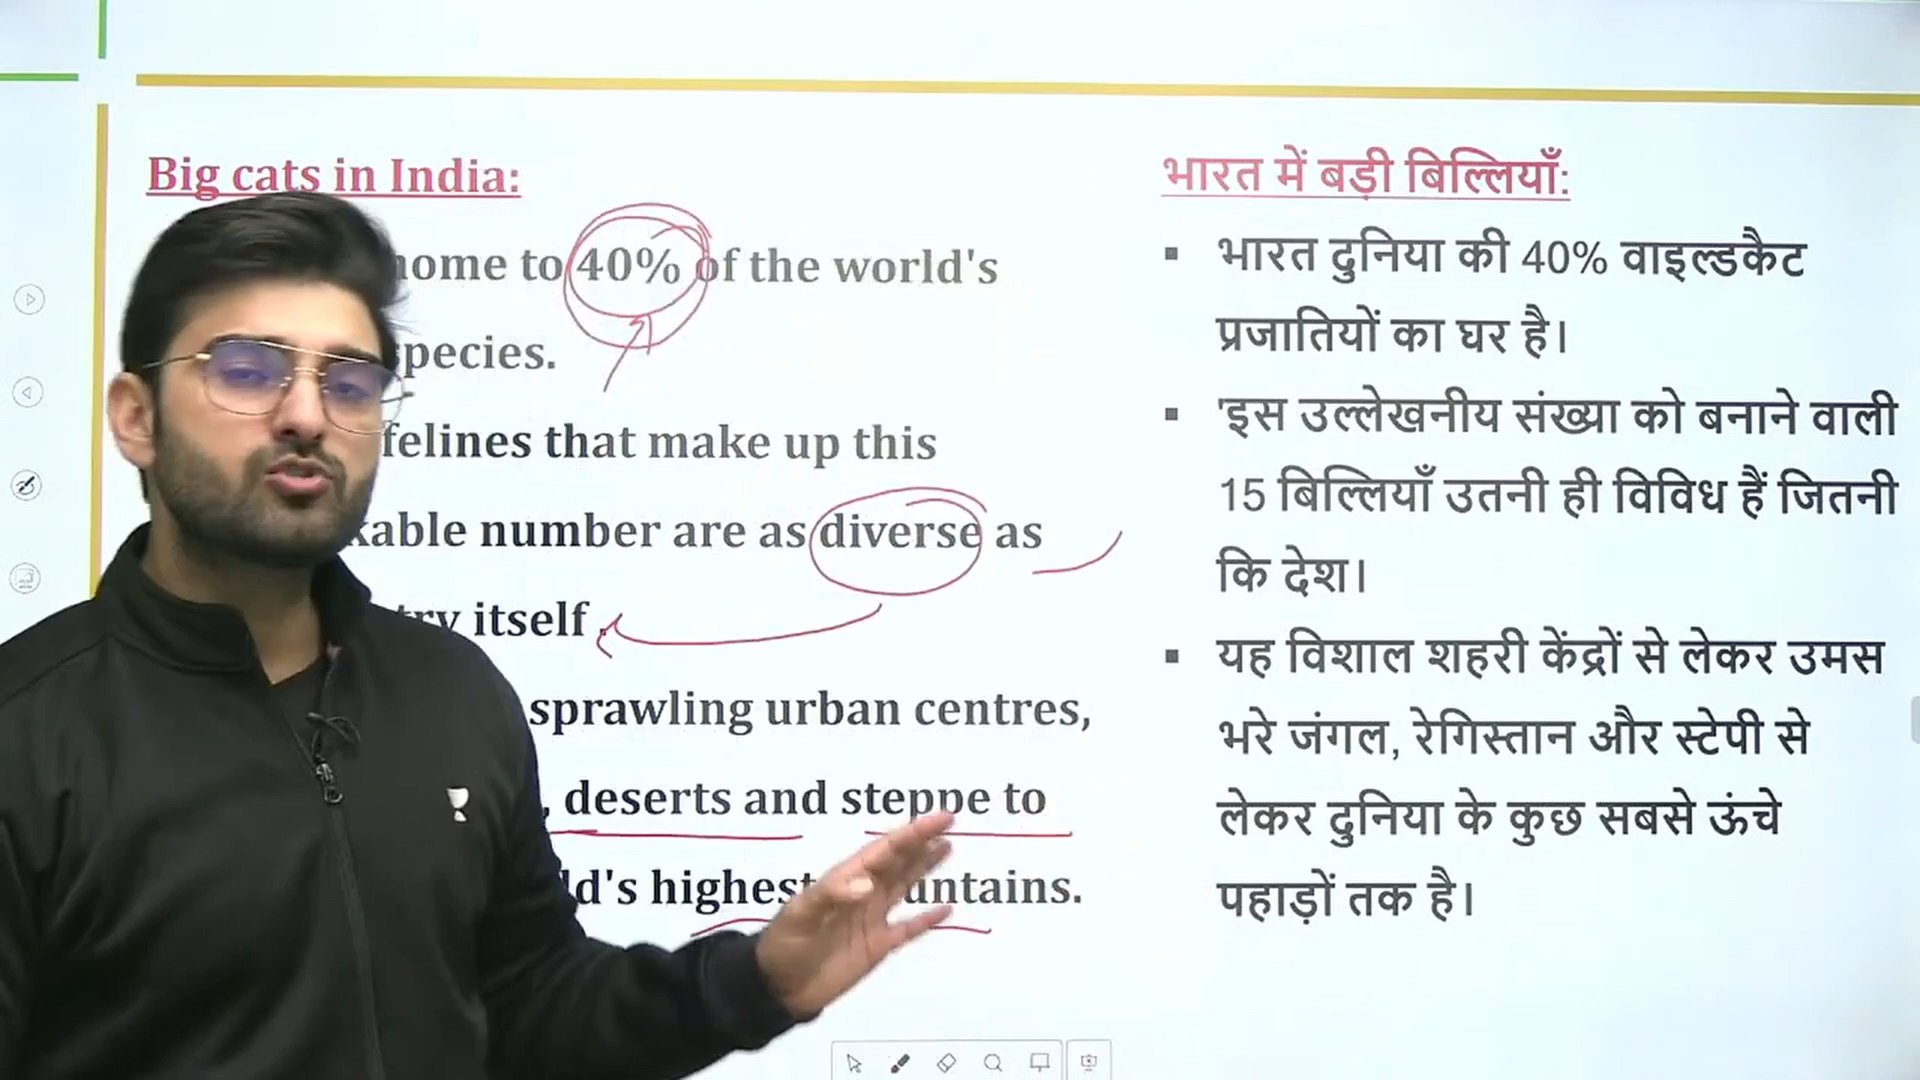 Big cats in India:
home to 40% of the world's
species.
felines that make up this
number are as diverse as
itself
sprawling urban centres,
, deserts and steppe to
highest mountains.
भारत में बड़ी बिल्लियाँ:
▪ भारत दुनिया की 40% वाइल्डकैट
प्रजातियों का घर है।
▪ 'इस उल्लेखनीय संख्या को बनाने वाली
15 बिल्लियाँ उतनी ही विविध हैं जितनी
कि देश।
▪ यह विशाल शहरी केंद्रों से लेकर उमस
भरे जंगल, रेगिस्तान और स्टेपी से
लेकर दुनिया के कुछ सबसे ऊंचे
पहाड़ों तक है।